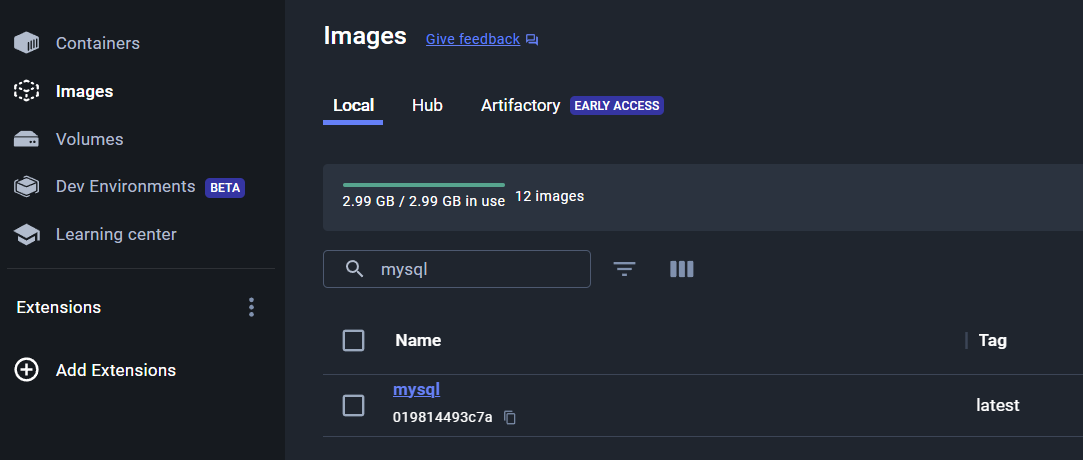 Containers
Images
Volumes
Dev Environments BETA
Learning center
Extensions
Add Extensions
Images Give feedback
Local Hub Artifactory EARLY ACCESS
2.99 GB / 2.99 GB in use 12 images
mysql
Name Tag
mysql
latest
019814493c7a